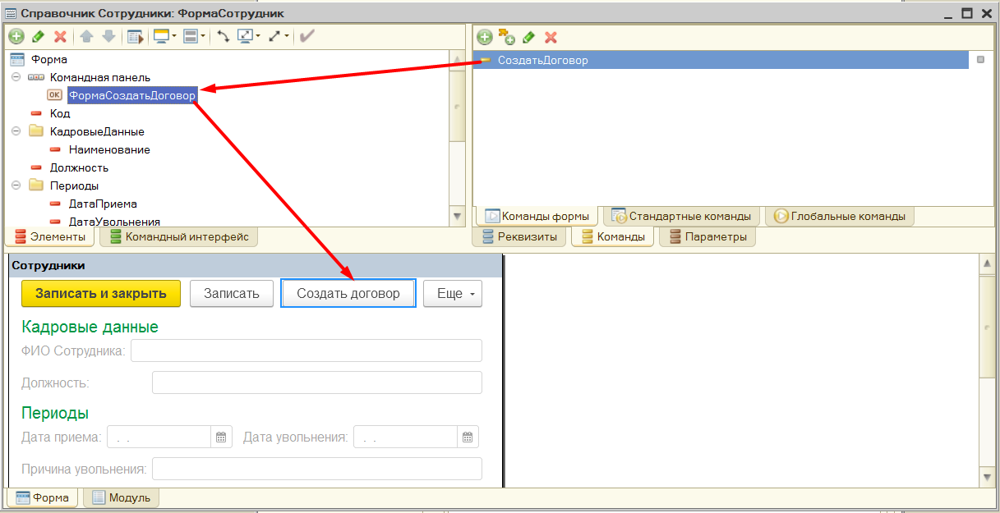 Справочник Сотрудники: ФормаСотрудник
Форма
Командная панель
OK ФормаСоздатьДоговор
Код
КадровыеДанные
Наименование
Должность
Периоды
ДатаПриема
ДатаУвольнения
Элементы Командный интерфейс
СоздатьДоговор
Команды формы Стандартные команды Глобальные команды
Реквизиты Команды Параметры
Сотрудники
Записать и закрыть Записать Создать договор Еще
Кадровые данные
ФИО Сотрудника:
Должность:
Периоды
Дата приема: . . Дата увольнения: . .
Причина увольнения:
Форма Модуль